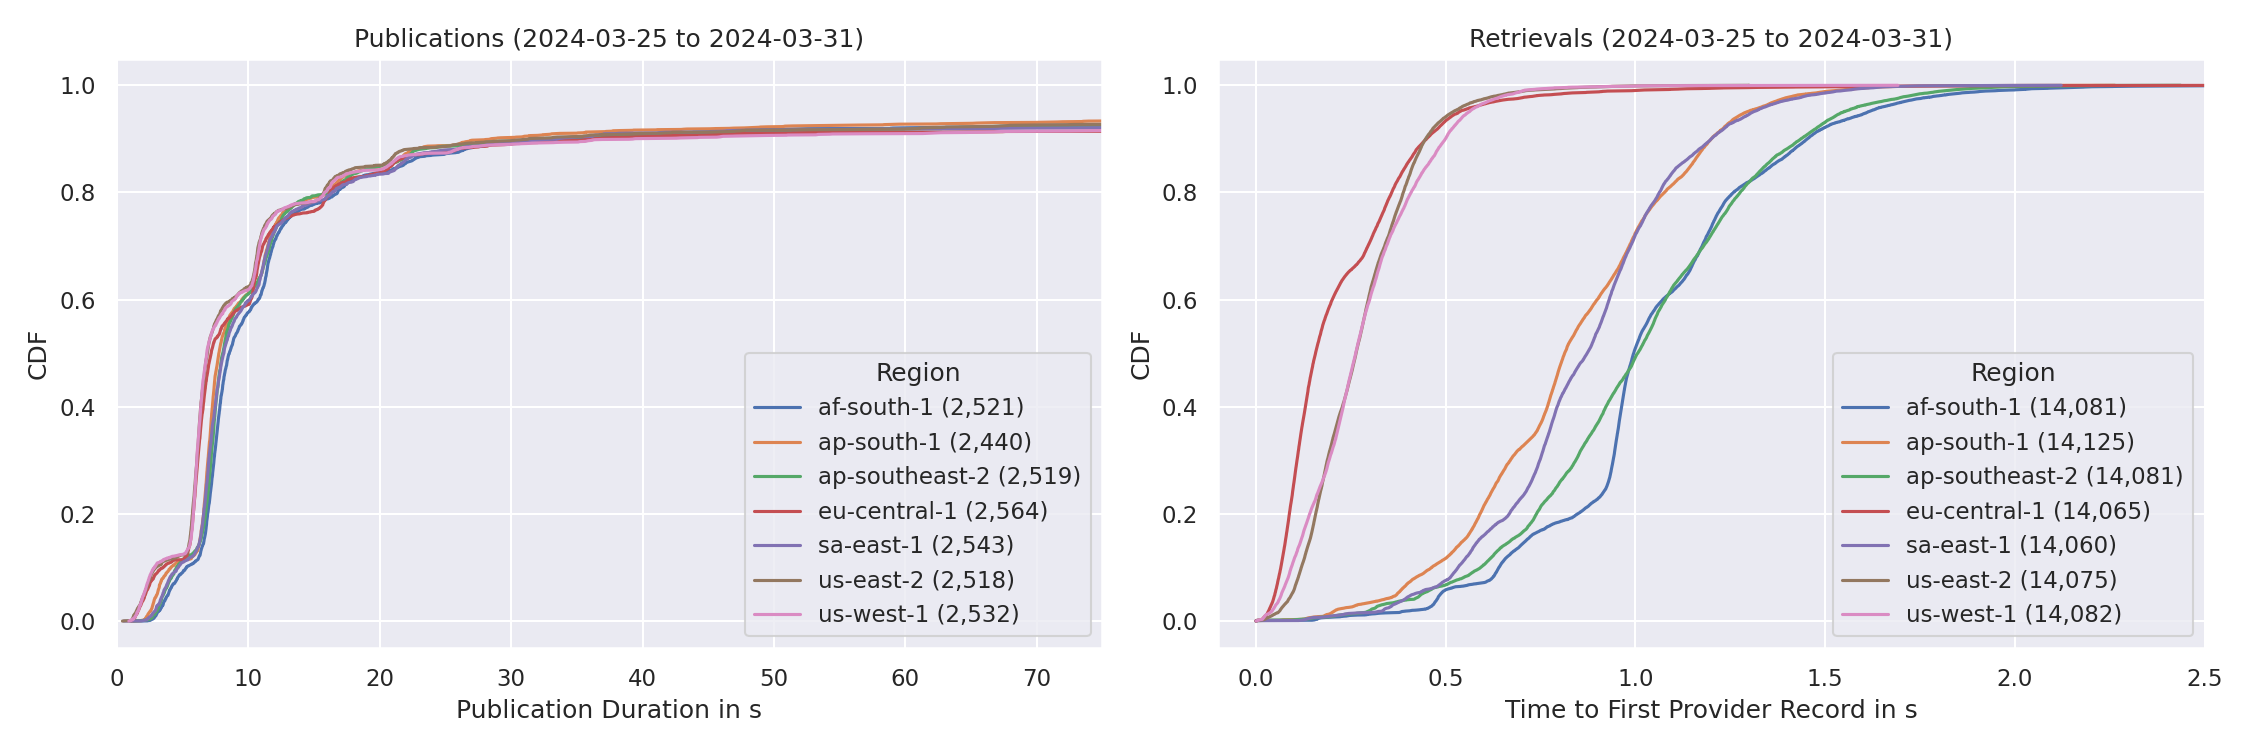 Publications (2024-03-25 to 2024-03-31)
1.0
0.8
0.6
0.4
0.2
0.0
CDF
0
10
20
30
40
50
60
70
Publication Duration in s
Region
af-south-1 (2,521)
ap-south-1 (2,440)
ap-southeast-2 (2,519)
eu-central-1 (2,564)
sa-east-1 (2,543)
us-east-2 (2,518)
us-west-1 (2,532)
Retrievals (2024-03-25 to 2024-03-31)
1.0
0.8
0.6
0.4
0.2
0.0
CDF
0.0
0.5
1.0
1.5
2.0
2.5
Time to First Provider Record in s
Region
af-south-1 (14,081)
ap-south-1 (14,125)
ap-southeast-2 (14,081)
eu-central-1 (14,065)
sa-east-1 (14,060)
us-east-2 (14,075)
us-west-1 (14,082)